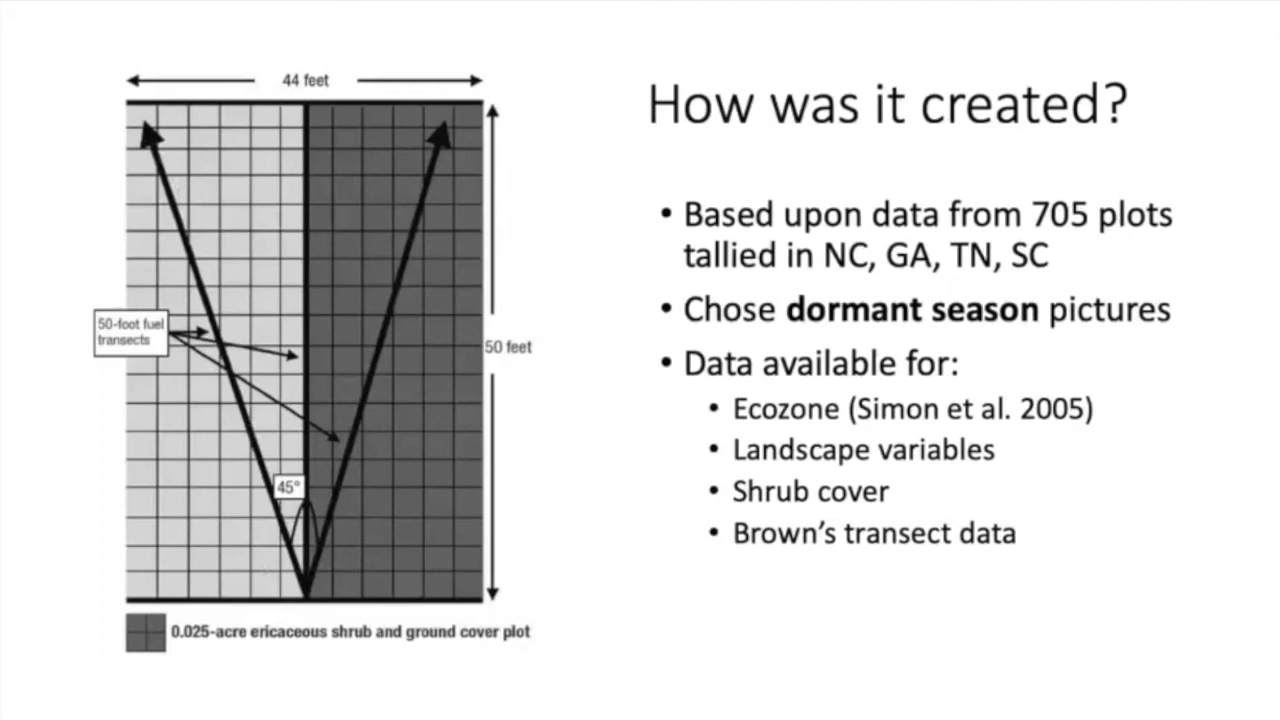 44 feet
50-foot fuel
transects
50 feet
45°
0.025-acre ericaceous shrub and ground cover plot
How was it created?
• Based upon data from 705 plots
tallied in NC, GA, TN, SC
• Chose dormant season pictures
• Data available for:
• Ecozone (Simon et al. 2005)
• Landscape variables
• Shrub cover
• Brown’s transect data